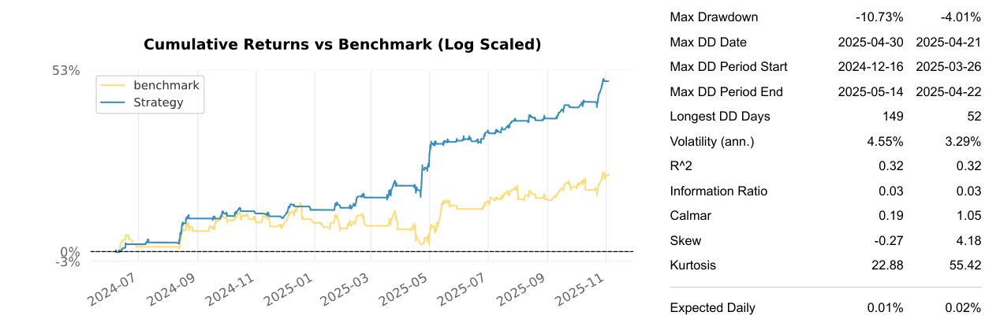 Cumulative Returns vs Benchmark (Log Scaled)
53%
benchmark
Strategy
0%
-3%
2024-07
2024-09
2024-11
2025-01
2025-03
2025-05
2025-07
2025-09
2025-11
Max Drawdown -10.73% -4.01%
Max DD Date 2025-04-30 2025-04-21
Max DD Period Start 2024-12-16 2025-03-26
Max DD Period End 2025-05-14 2025-04-22
Longest DD Days 149 52
Volatility (ann.) 4.55% 3.29%
R^2 0.32 0.32
Information Ratio 0.03 0.03
Calmar 0.19 1.05
Skew -0.27 4.18
Kurtosis 22.88 55.42
Expected Daily 0.01% 0.02%